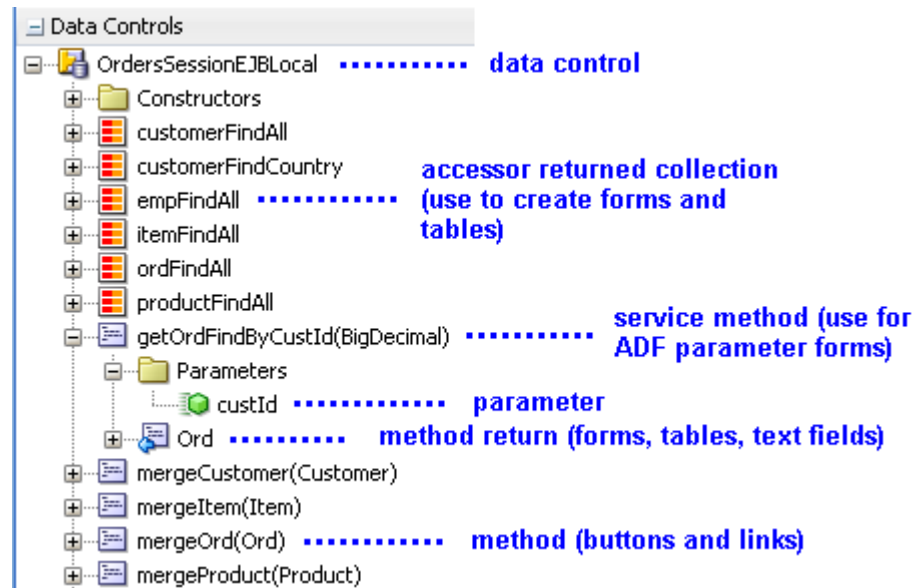 Data Controls
OrdersSessionEJBLocal data control
Constructors
customerFindAll
customerFindCountry
accessor returned collection
empFindAll (use to create forms and
tables)
itemFindAll
ordFindAll
productFindAll
service method (use for
getOrdFindByCustId(BigDecimal) ADF parameter forms)
Parameters
custId parameter
Ord method return (forms, tables, text fields)
mergeCustomer(Customer)
mergeItem(Item)
mergeOrd(Ord) method (buttons and links)
mergeProduct(Product)